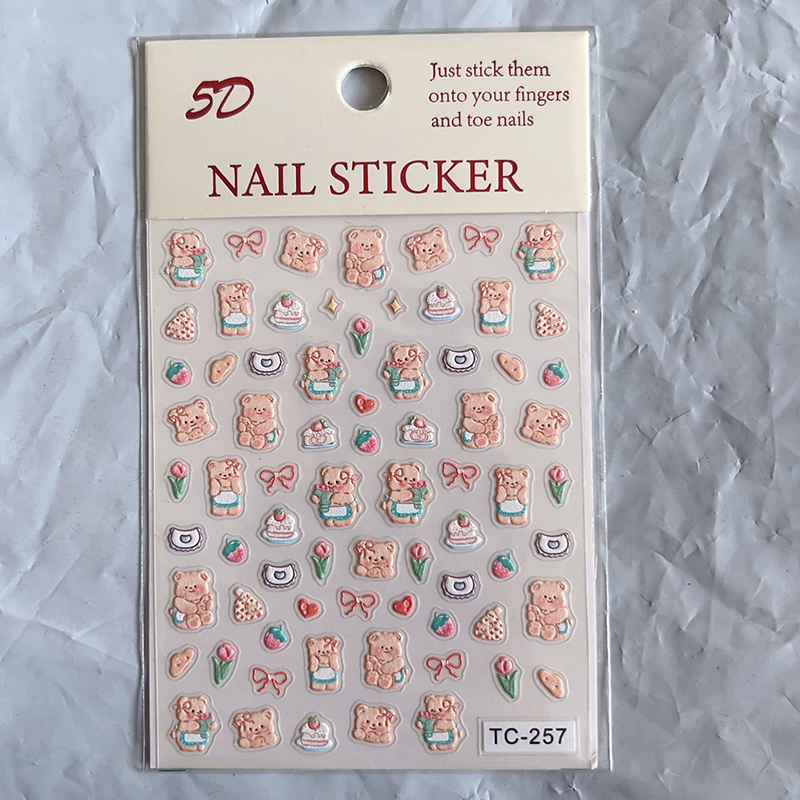 5D
Just stick them
onto your fingers
and toe nails
NAIL STICKER
TC-257